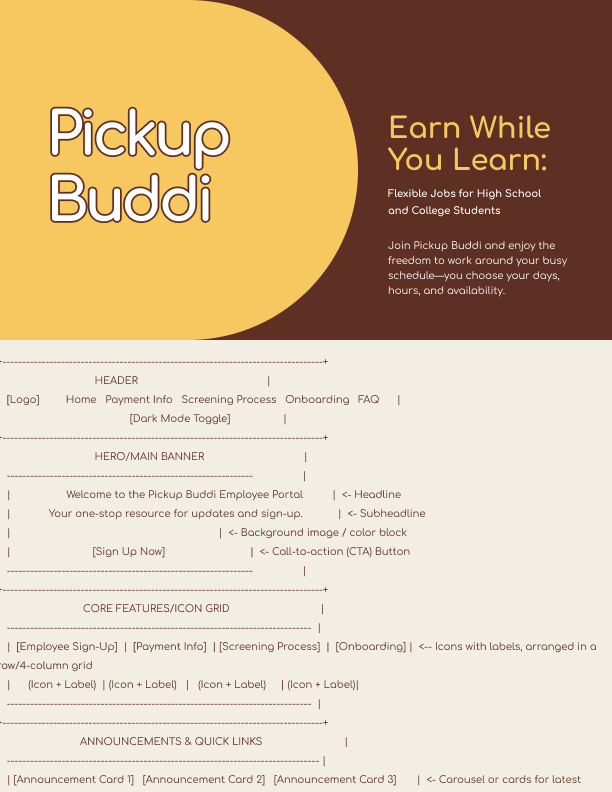 Pickup
Buddi
Earn While
You Learn:
Flexible Jobs for High School
and College Students
Join Pickup Buddi and enjoy the
freedom to work around your busy
schedule—you choose your days,
hours, and availability.
+-----------------------------------------------------------------------------------+
HEADER |
[Logo] Home Payment Info Screening Process Onboarding FAQ |
[Dark Mode Toggle] |
+-----------------------------------------------------------------------------------+
HERO/MAIN BANNER |
---------------------------------------------------------------- |
| Welcome to the Pickup Buddi Employee Portal | <- Headline
| Your one-stop resource for updates and sign-up. | <- Subheadline
| | <- Background image / color block
| [Sign Up Now] | <- Call-to-action (CTA) Button
---------------------------------------------------------------- |
+-----------------------------------------------------------------------------------+
CORE FEATURES/ICON GRID |
------------------------------------------------------------------------------- |
| [Employee Sign-Up] | [Payment Info] | [Screening Process] | [Onboarding] | <-- Icons with labels, arranged in a
row/4-column grid
| (Icon + Label) | (Icon + Label) | (Icon + Label) | (Icon + Label)|
------------------------------------------------------------------------------- |
+-----------------------------------------------------------------------------------+
ANNOUNCEMENTS & QUICK LINKS |
--------------------------------------------------------------------------------- |
| [Announcement Card 1] [Announcement Card 2] [Announcement Card 3] | <- Carousel or cards for latest